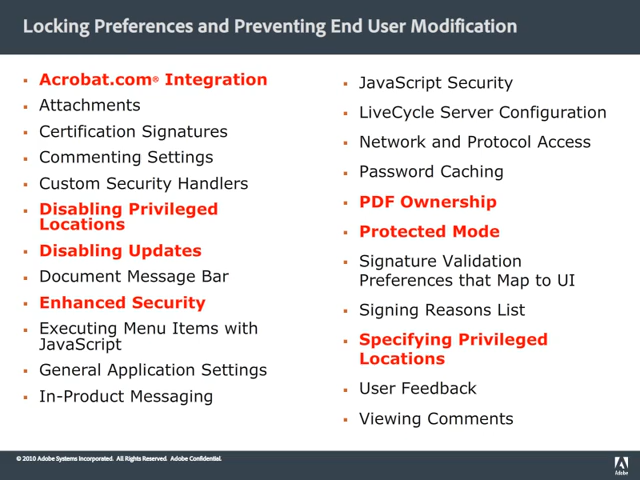 Locking Preferences and Preventing End User Modification
Acrobat.com® Integration
Attachments
Certification Signatures
Commenting Settings
Custom Security Handlers
Disabling Privileged
Locations
Disabling Updates
Document Message Bar
Enhanced Security
Executing Menu Items with
JavaScript
General Application Settings
In-Product Messaging
JavaScript Security
LiveCycle Server Configuration
Network and Protocol Access
Password Caching
PDF Ownership
Protected Mode
Signature Validation
Preferences that Map to UI
Signing Reasons List
Specifying Privileged
Locations
User Feedback
Viewing Comments
© 2010 Adobe Systems Incorporated. All Rights Reserved. Adobe Confidential.
Adobe